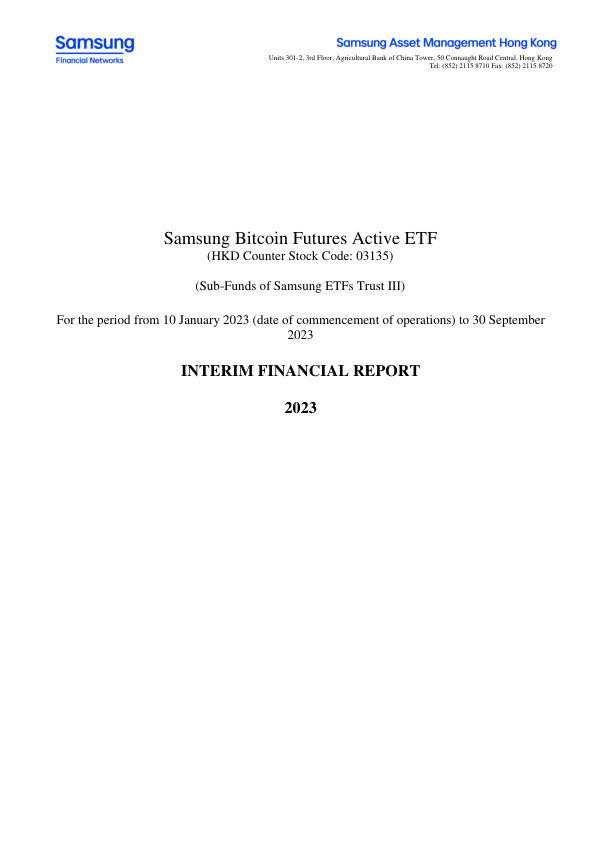 Samsung
Financial Networks
Samsung Asset Management Hong Kong
Units 301-2, 3rd Floor, Agricultural Bank of China Tower, 50 Connaught Road Central, Hong Kong
Tel: (852) 2115 8710 Fax: (852) 2115 8720
Samsung Bitcoin Futures Active ETF
(HKD Counter Stock Code: 03135)
(Sub-Funds of Samsung ETFs Trust III)
For the period from 10 January 2023 (date of commencement of operations) to 30 September
2023
INTERIM FINANCIAL REPORT
2023